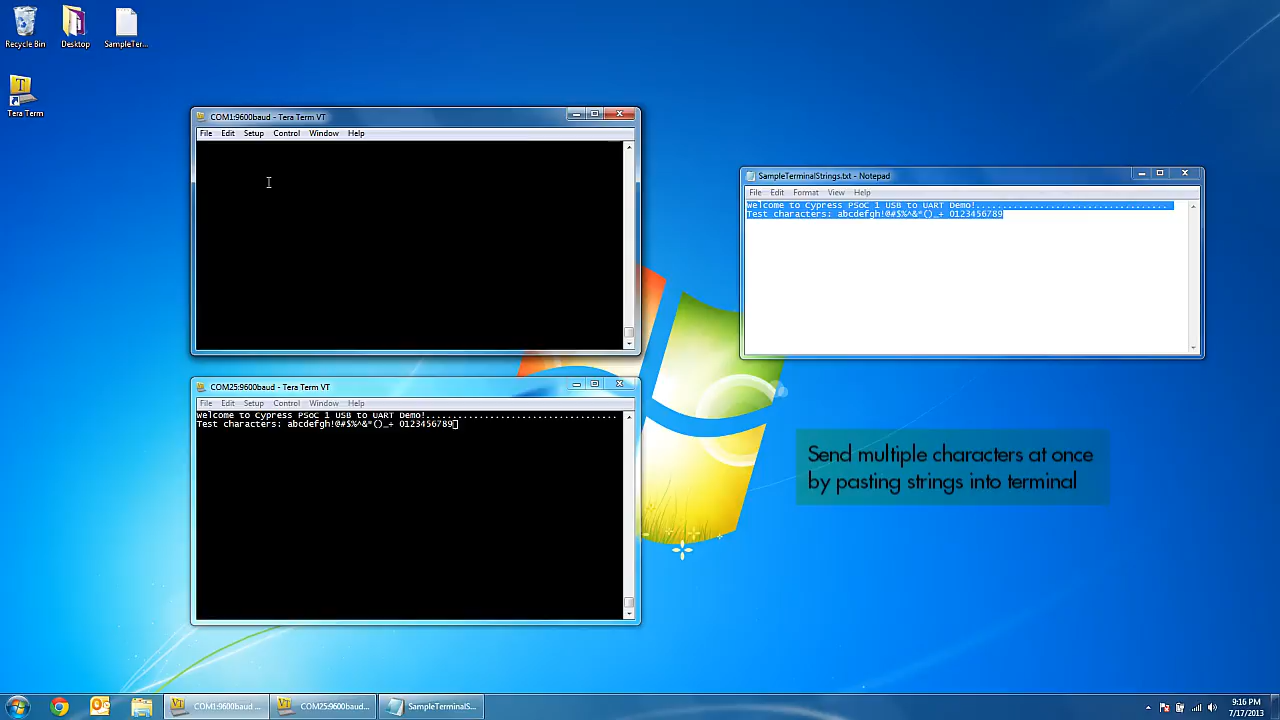 Recycle Bin
Desktop
SampleTer...
Tera Term
COM1:9600baud - Tera Term VT
File Edit Setup Control Window Help
SampleTerminalStrings.txt - Notepad
File Edit Format View Help
Welcome to Cypress PSoC 1 USB to UART Demo!....................................
Test characters: abcdefgh!@#$%^&*()_+ 0123456789
COM25:9600baud - Tera Term VT
File Edit Setup Control Window Help
Welcome to Cypress PSoC 1 USB to UART Demo!....................................
Test characters: abcdefgh!@#$%^&*()_+ 0123456789
Send multiple characters at once
by pasting strings into terminal
COM1:9600baud ...
COM25:9600baud...
SampleTerminalS...
9:16 PM
7/17/2013